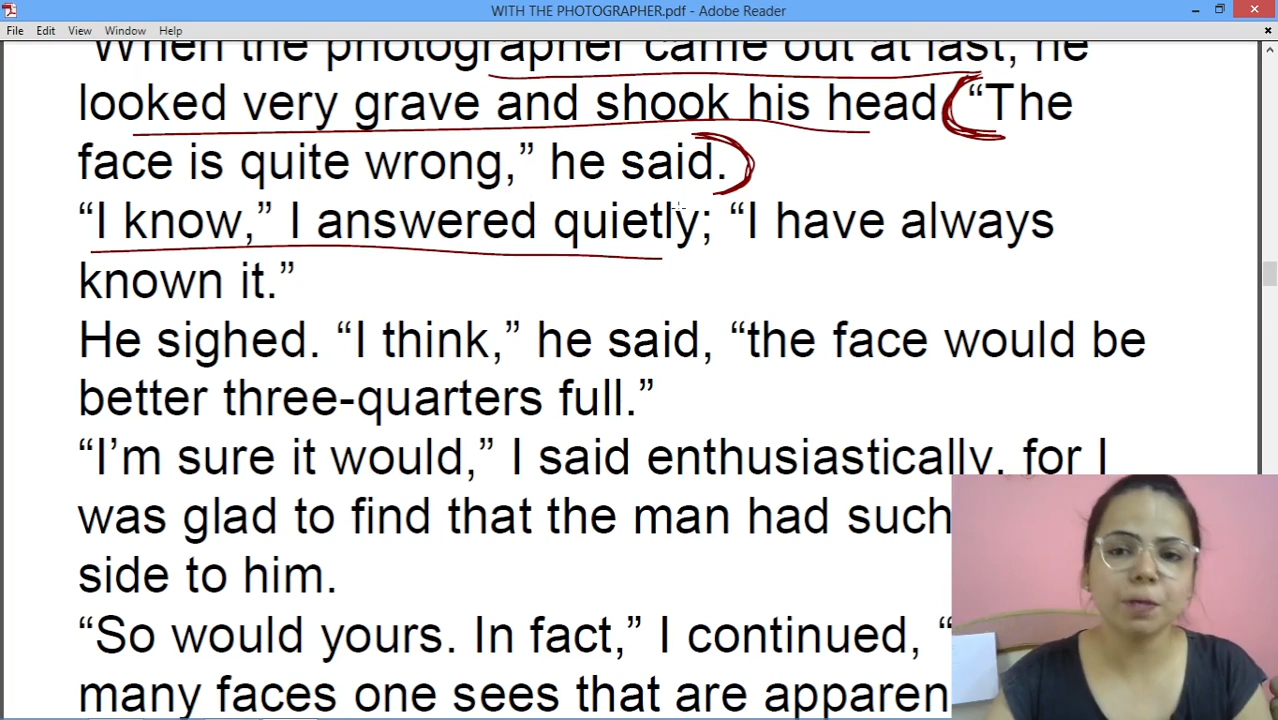 WITH THE PHOTOGRAPHER.pdf - Adobe Reader
File Edit View Window Help
"When the photographer came out at last, he
looked very grave and shook his head “The
face is quite wrong,” he said.
“I know,” I answered quietly; “I have always
known it.”
He sighed. “I think,” he said, “the face would be
better three-quarters full.”
“I’m sure it would,” I said enthusiastically, for I
was glad to find that the man had such
side to him.
“So would yours. In fact,” I continued, “
many faces one sees that are